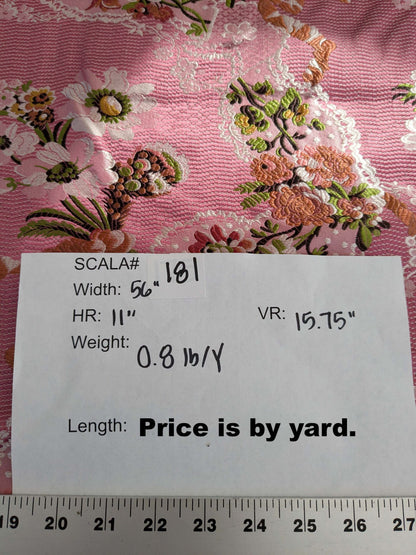 SCALA# 181
Width: 56"
HR: 11" VR: 15.75"
Weight: 0.8 lb/Y
Length: Price is by yard.
19 20 21 22 23 24 25 26 27